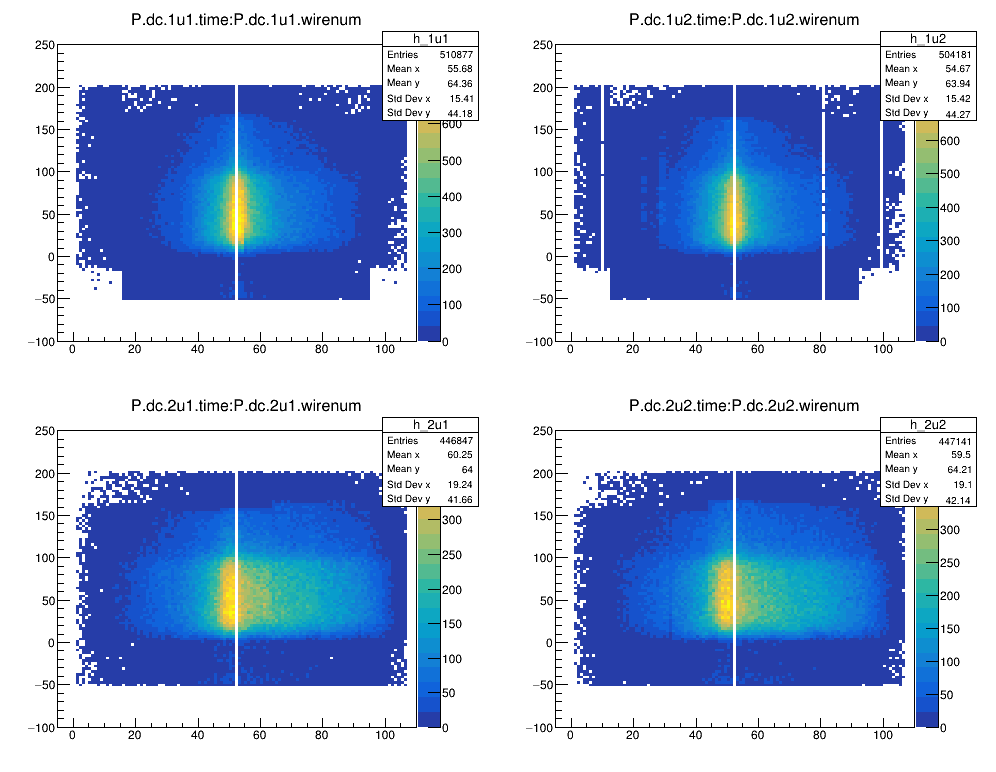 P.dc.1u1.time:P.dc.1u1.wirenum
h_1u1
Entries 510877
Mean x 55.68
Mean y 64.36
Std Dev x 15.41
Std Dev y 44.18
250
200
150
100
50
0
−50
−100
0 20 40 60 80 100
600
500
400
300
200
100
0
P.dc.1u2.time:P.dc.1u2.wirenum
h_1u2
Entries 504181
Mean x 54.67
Mean y 63.94
Std Dev x 15.42
Std Dev y 44.27
250
200
150
100
50
0
−50
−100
0 20 40 60 80 100
600
500
400
300
200
100
0
P.dc.2u1.time:P.dc.2u1.wirenum
h_2u1
Entries 446847
Mean x 60.25
Mean y 64
Std Dev x 19.24
Std Dev y 41.66
250
200
150
100
50
0
−50
−100
0 20 40 60 80 100
300
250
200
150
100
50
0
P.dc.2u2.time:P.dc.2u2.wirenum
h_2u2
Entries 447141
Mean x 59.5
Mean y 64.21
Std Dev x 19.1
Std Dev y 42.14
250
200
150
100
50
0
−50
−100
0 20 40 60 80 100
300
250
200
150
100
50
0